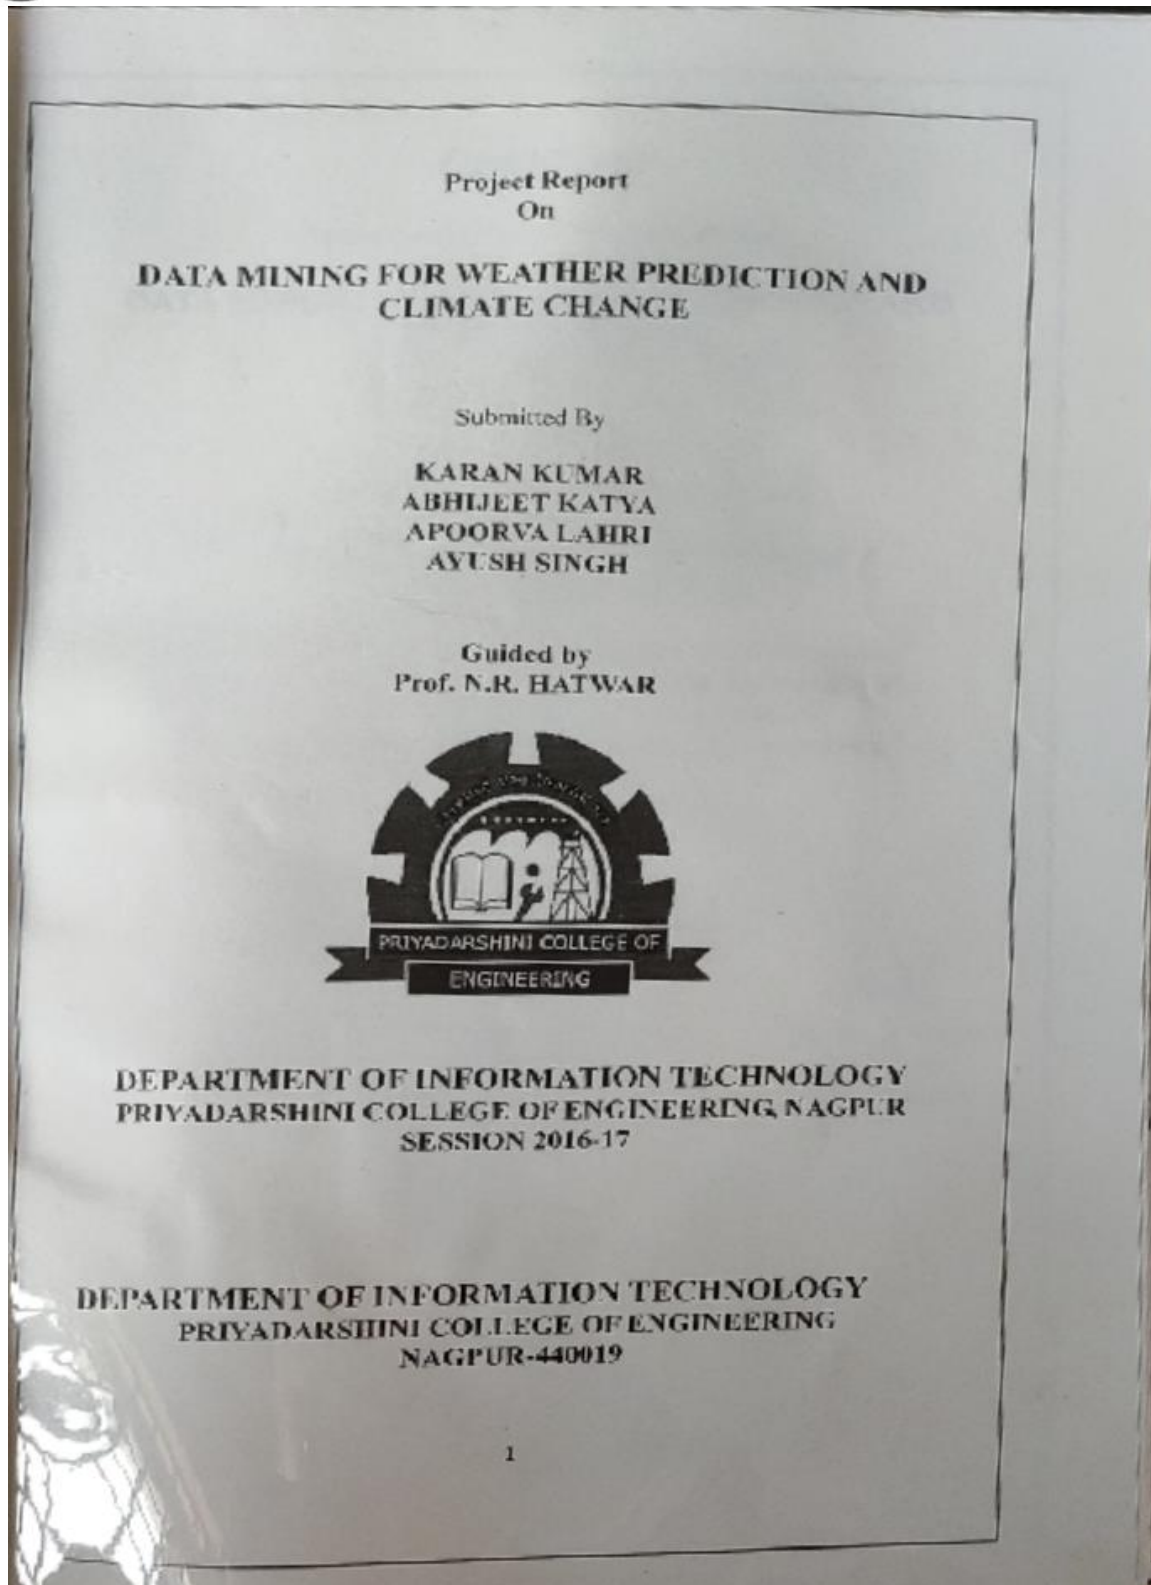 Project Report
On
DATA MINING FOR WEATHER PREDICTION AND
CLIMATE CHANGE
Submitted By
KARAN KUMAR
ABHIJEET KATYA
APOORVA LAHRI
AYUSH SINGH
Guided by
Prof. N.R. HATWAR
PRIYADARSHINI COLLEGE OF
ENGINEERING
DEPARTMENT OF INFORMATION TECHNOLOGY
PRIYADARSHINI COLLEGE OF ENGINEERING, NAGPUR
SESSION 2016-17
DEPARTMENT OF INFORMATION TECHNOLOGY
PRIYADARSHINI COLLEGE OF ENGINEERING
NAGPUR-440019
1